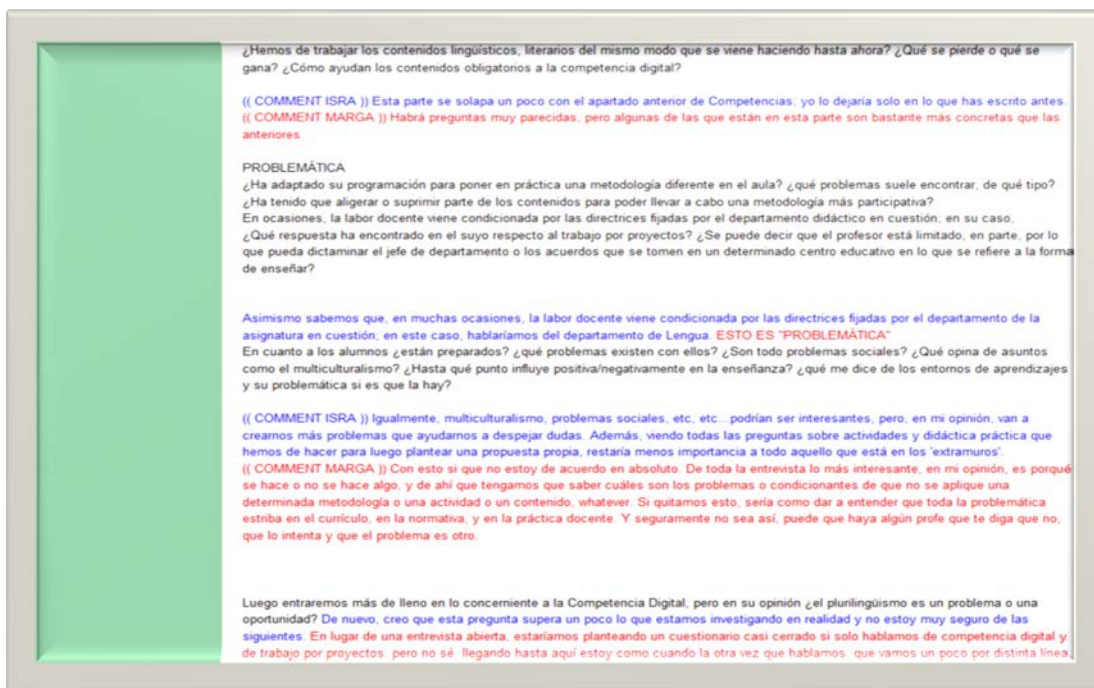 ¿Hemos de trabajar los contenidos lingüísticos, literarios del mismo modo que se viene haciendo hasta ahora? ¿Qué se pierde o qué se
gana? ¿Cómo ayudan los contenidos obligatorios a la competencia digital?
(( COMMENT ISRA )) Esta parte se solapa un poco con el apartado anterior de Competencias; yo lo dejaría solo en lo que has escrito antes.
(( COMMENT MARGA )) Habrá preguntas muy parecidas, pero algunas de las que están en esta parte son bastante más concretas que las
anteriores.
PROBLEMÁTICA
¿Ha adaptado su programación para poner en práctica una metodología diferente en el aula? ¿qué problemas suele encontrar, de qué tipo?
¿Ha tenido que aligerar o suprimir parte de los contenidos para poder llevar a cabo una metodología más participativa?
En ocasiones, la labor docente viene condicionada por las directrices fijadas por el departamento didáctico en cuestión; en su caso,
¿Qué respuesta ha encontrado en el suyo respecto al trabajo por proyectos? ¿Se puede decir que el profesor está limitado, en parte, por lo
que pueda dictaminar el jefe de departamento o los acuerdos que se tomen en un determinado centro educativo en lo que se refiere a la forma
de enseñar?
Asimismo sabemos que, en muchas ocasiones, la labor docente viene condicionada por las directrices fijadas por el departamento de la
asignatura en cuestión; en este caso, hablaríamos del departamento de Lengua. ESTO ES "PROBLEMÁTICA"
En cuanto a los alumnos ¿están preparados? ¿qué problemas existen con ellos? ¿Son todo problemas sociales? ¿Qué opina de asuntos
como el multiculturalismo? ¿Hasta qué punto influye positiva/negativamente en la enseñanza? ¿qué me dice de los entornos de aprendizajes
y su problemática si es que la hay?
(( COMMENT ISRA )) Igualmente, multiculturalismo, problemas sociales, etc, etc...podrían ser interesantes, pero, en mi opinión, van a
crearnos más problemas que ayudarnos a despejar dudas. Además, viendo todas las preguntas sobre actividades y didáctica práctica que
hemos de hacer para luego plantear una propuesta propia, restaría menos importancia a todo aquello que está en los 'extramuros'.
(( COMMENT MARGA )) Con esto si que no estoy de acuerdo en absoluto. De toda la entrevista lo más interesante, en mi opinión, es porqué
se hace o no se hace algo, y de ahí que tengamos que saber cuáles son los problemas o condicionantes de que no se aplique una
determinada metodología o una actividad o un contenido, whatever. Si quitamos esto, sería como dar a entender que toda la problemática
estriba en el currículo, en la normativa, y en la práctica docente. Y seguramente no sea así, puede que haya algún profe que te diga que no,
que lo intenta y que el problema es otro.
Luego entraremos más de lleno en lo concerniente a la Competencia Digital, pero en su opinión ¿el plurilingüismo es un problema o una
oportunidad? De nuevo, creo que esta pregunta supera un poco lo que estamos investigando en realidad y no estoy muy seguro de las
siguientes. En lugar de una entrevista abierta, estaríamos planteando un cuestionario casi cerrado si solo hablamos de competencia digital y
de trabajo por proyectos. pero no sé. llegando hasta aquí estoy como cuando la otra vez que hablamos. que vamos un poco por distinta línea,